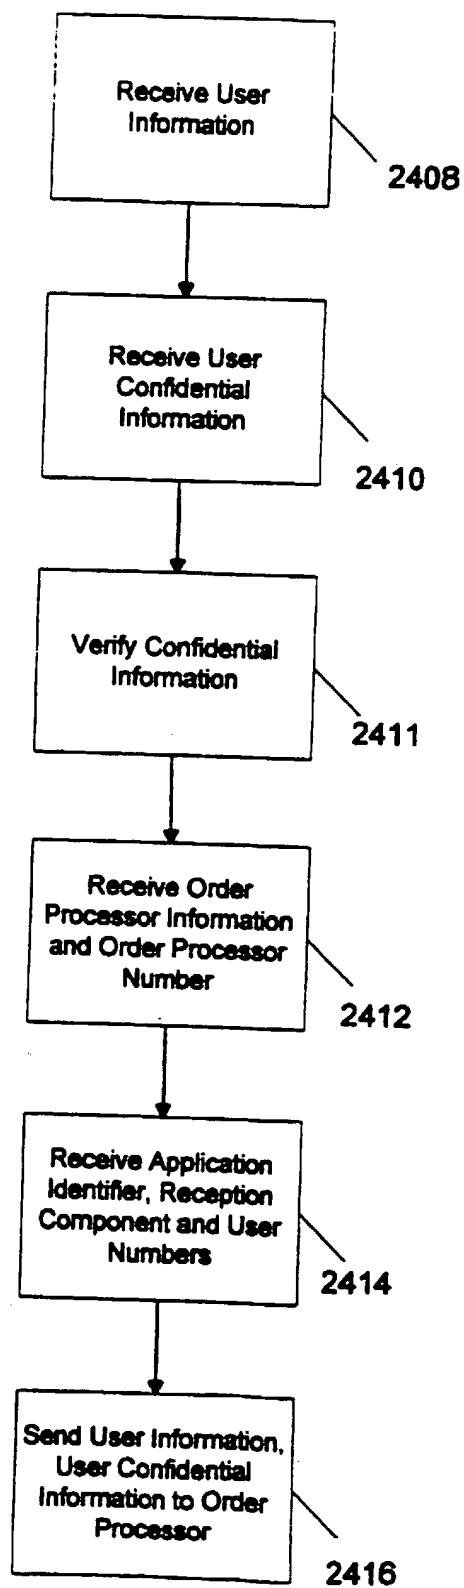 Receive User
Information
2408
Receive User
Confidential
Information
2410
Verify Confidential
Information
2411
Receive Order
Processor Information
and Order Processor
Number
2412
Receive Application
Identifier, Reception
Component and User
Numbers
2414
Send User Information,
User Confidential
Information to Order
Processor
2416